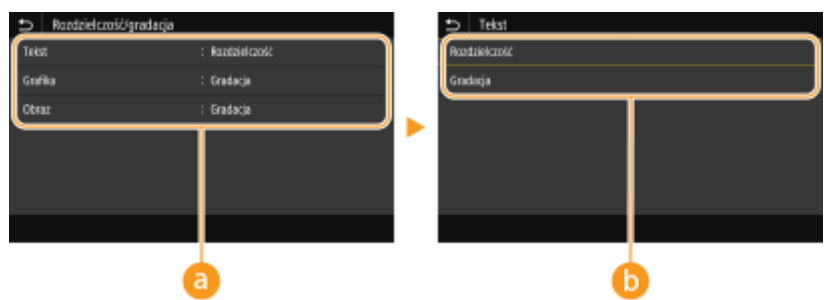 Rozdzielczość/gradacja
Tekst : Rozdzielczość
Grafika : Gradacja
Obraz : Gradacja
a
Tekst
Rozdzielczość
Gradacja
b